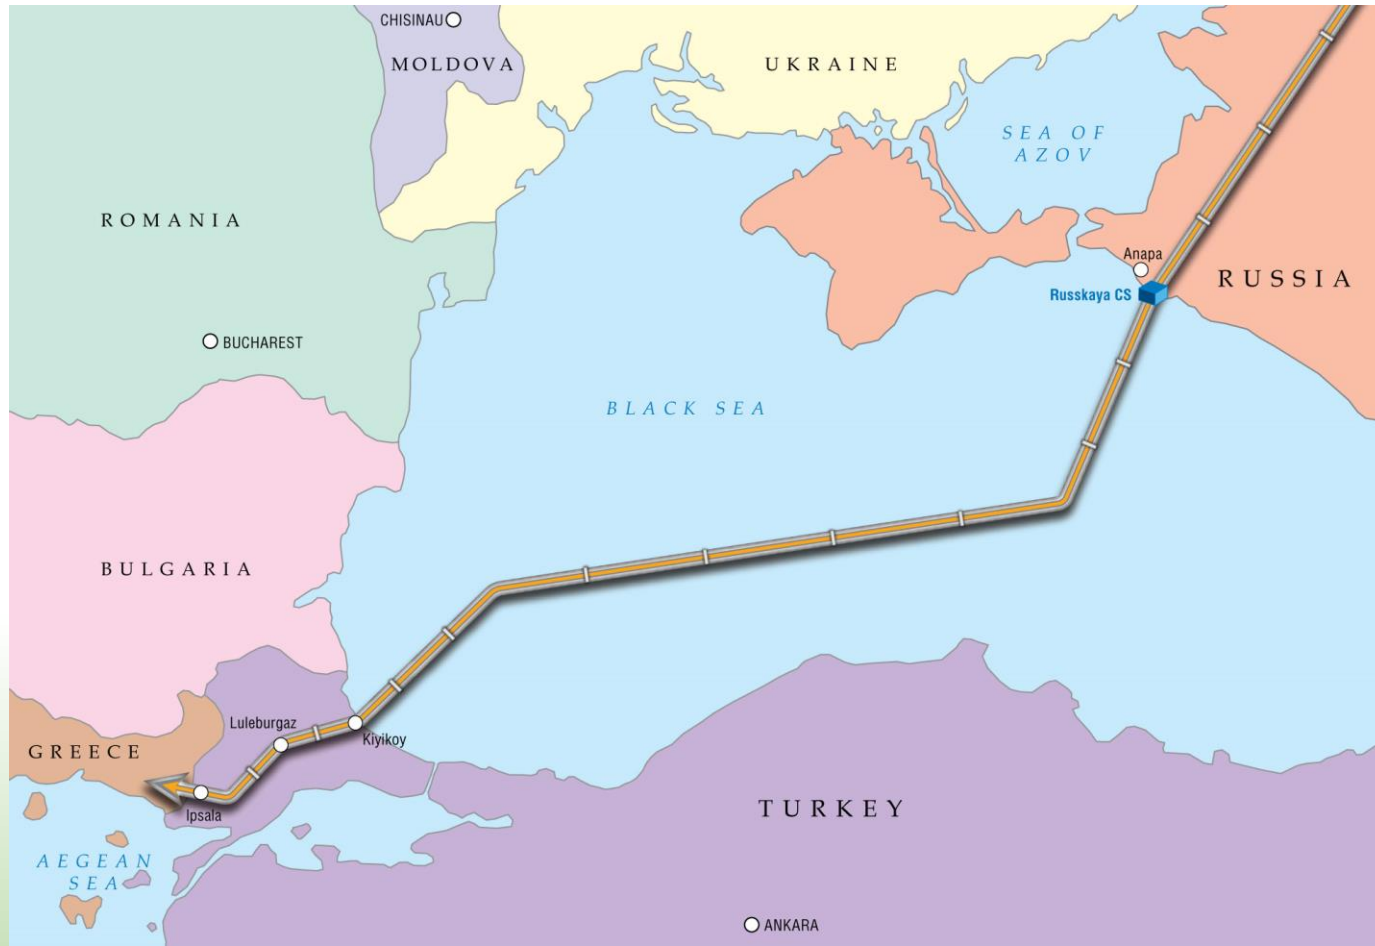 CHISINAU
MOLDOVA
UKRAINE
SEA OF
AZOV
ROMANIA
Anapa
RUSSIA
Russkaya CS
BUCHAREST
BLACK SEA
BULGARIA
Luleburgaz
Kiyikoy
GREECE
Ipsala
TURKEY
AEGEAN
SEA
ANKARA